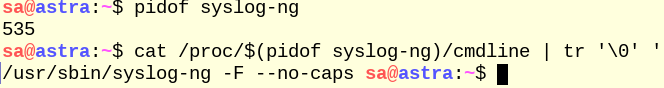 sa@astra:~$ pidof syslog-ng
535
sa@astra:~$ cat /proc/$(pidof syslog-ng)/cmdline | tr '\0' '
/usr/sbin/syslog-ng -F --no-caps sa@astra:~$